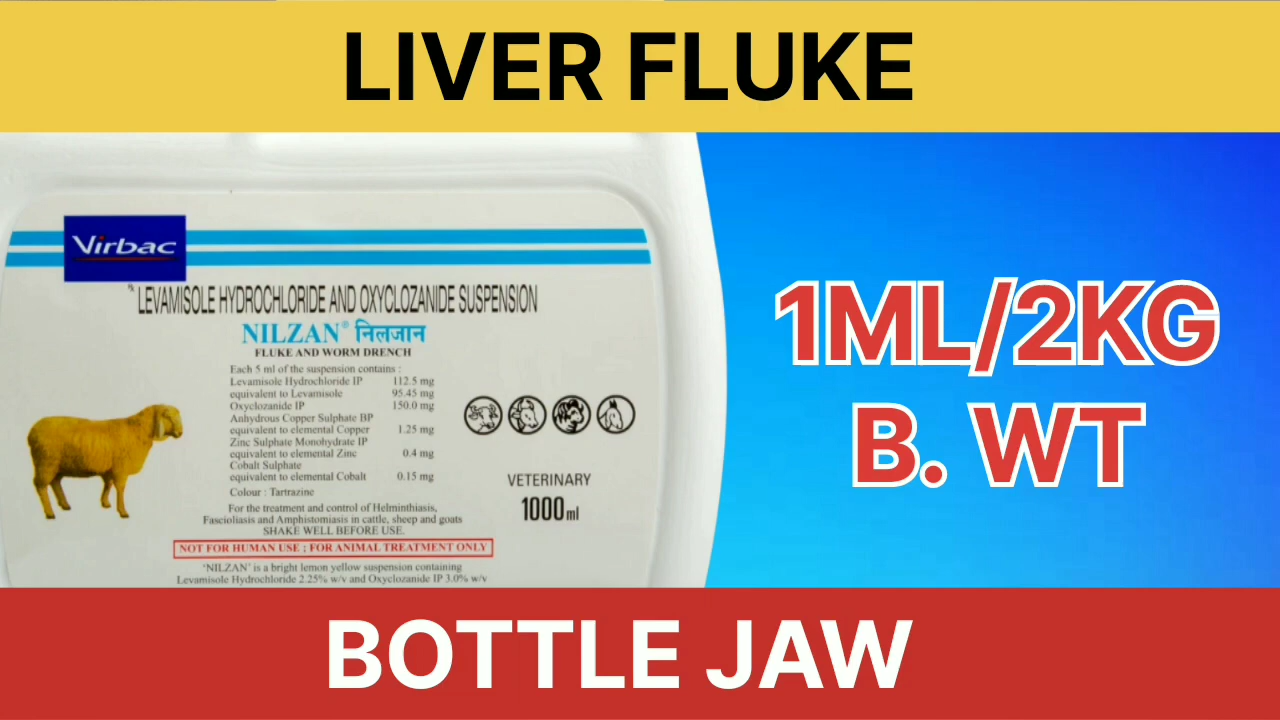 LIVER FLUKE
Virbac
℞ LEVAMISOLE HYDROCHLORIDE AND OXYCLOZANIDE SUSPENSION
NILZAN® निलजान
FLUKE AND WORM DRENCH
Each 5 ml of the suspension contains :
Levamisole Hydrochloride IP 112.5 mg
equivalent to Levamisole 95.45 mg
Oxyclozanide IP 150.0 mg
Anhydrous Copper Sulphate BP
equivalent to elemental Copper 1.25 mg
Zinc Sulphate Monohydrate IP
equivalent to elemental Zinc 0.4 mg
Cobalt Sulphate
equivalent to elemental Cobalt 0.15 mg
Colour : Tartrazine
For the treatment and control of Helminthiasis,
Fascioliasis and Amphistomiasis in cattle, sheep and goats
SHAKE WELL BEFORE USE.
NOT FOR HUMAN USE ; FOR ANIMAL TREATMENT ONLY
'NILZAN' is a bright lemon yellow suspension containing
Levamisole Hydrochloride 2.25% w/v and Oxyclozanide IP 3.0% w/v
VETERINARY
1000 ml
1ML/2KG
B. WT
BOTTLE JAW